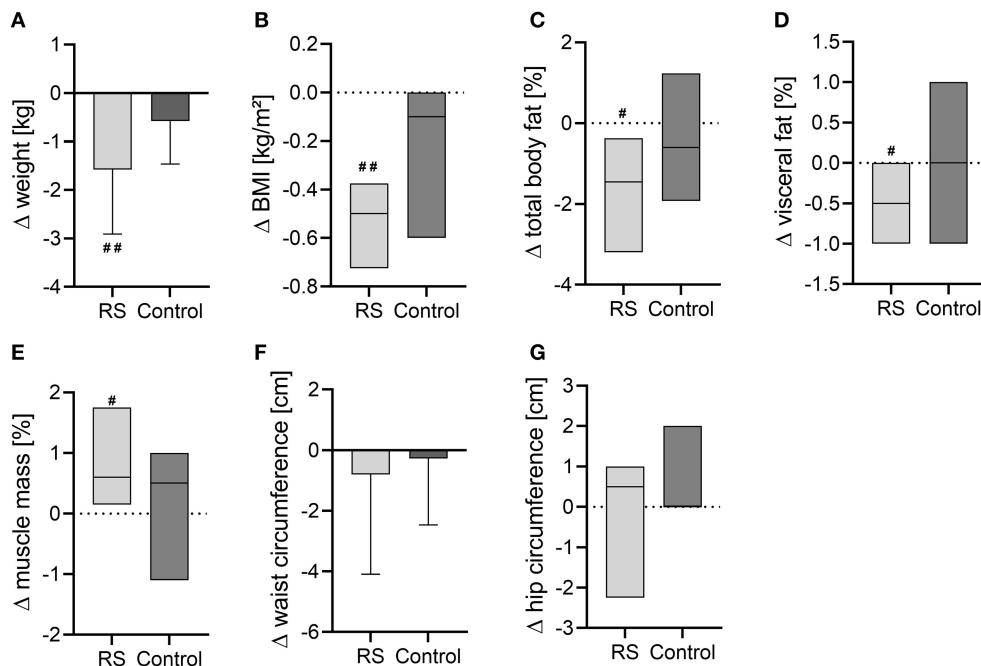 A
Δ weight [kg]
1
0
-1
-2
-3
-4
##
RS Control
B
Δ BMI [kg/m²]
0.2
0.0
-0.2
-0.4
-0.6
0.8
##
RS Control
C
Δ total body fat [%]
2
0
-2
-4
#
RS Control
D
Δ visceral fat [%]
1.5
1.0
0.5
0.0
-0.5
-1.0
-1.5
#
RS Control
E
Δ muscle mass [%]
2
1
0
-1
-2
#
RS Control
F
Δ waist circumference [cm]
2
0
-2
-4
-6
RS Control
G
Δ hip circumference [cm]
3
2
1
0
-1
-2
-3
RS Control